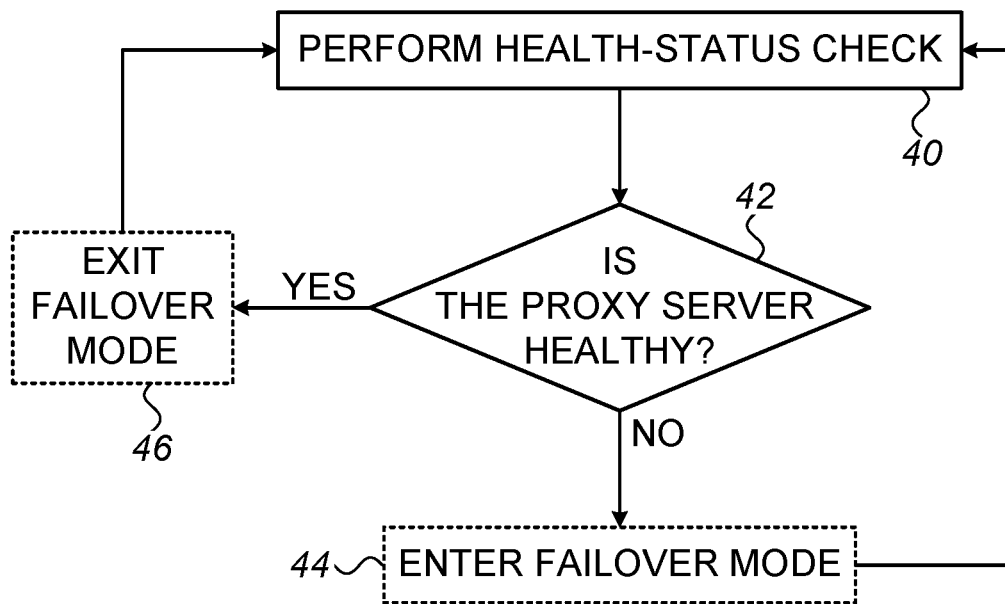 PERFORM HEALTH-STATUS CHECK
40
42
IS
THE PROXY SERVER
HEALTHY?
YES
EXIT
FAILOVER
MODE
46
NO
44
ENTER FAILOVER MODE